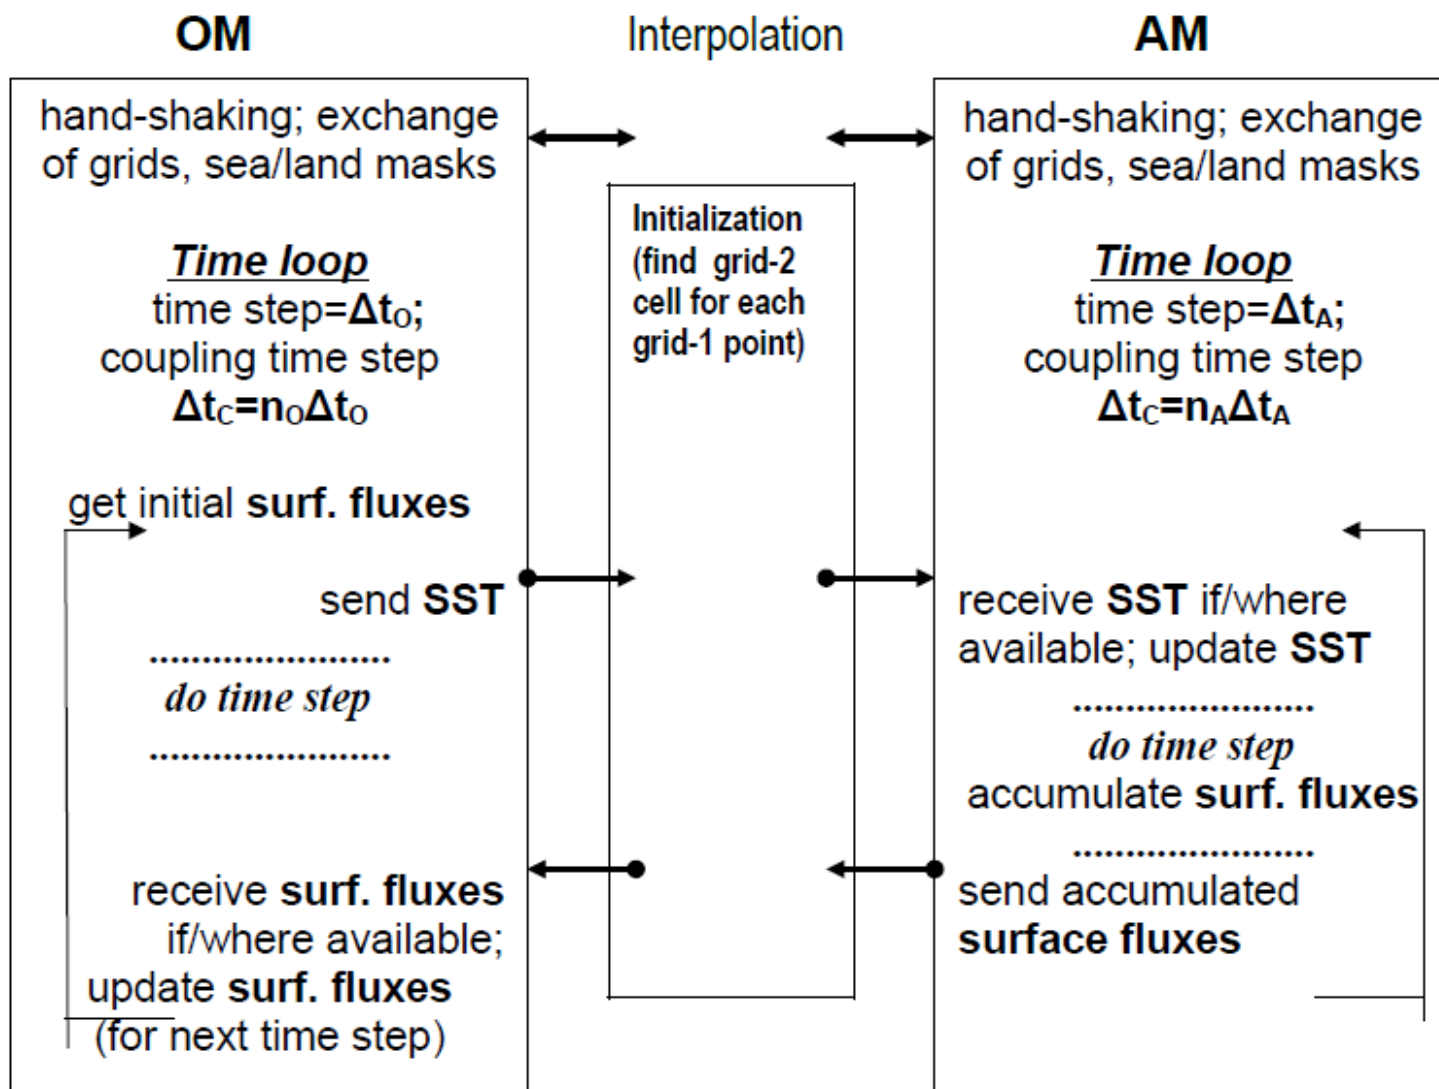 OM
Interpolation
AM
hand-shaking; exchange
of grids, sea/land masks
Time loop
time step=Δt₀;
coupling time step
Δtc=n₀Δt₀
get initial surf. fluxes
send SST
........................
do time step
........................
receive surf. fluxes
if/where available;
update surf. fluxes
(for next time step)
Initialization
(find grid-2
cell for each
grid-1 point)
hand-shaking; exchange
of grids, sea/land masks
Time loop
time step=ΔtA;
coupling time step
Δtc=nAΔtA
receive SST if/where
available; update SST
........................
do time step
accumulate surf. fluxes
........................
send accumulated
surface fluxes